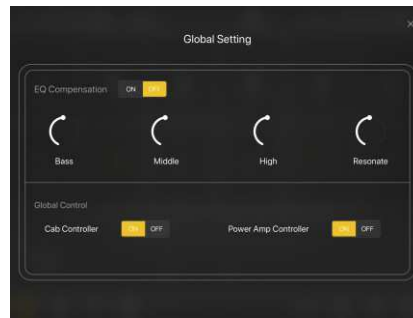 Global Setting
EQ Compensation ON OFF
Bass Middle High Resonate
Global Control
Cab Controller ON OFF Power Amp Controller ON OFF